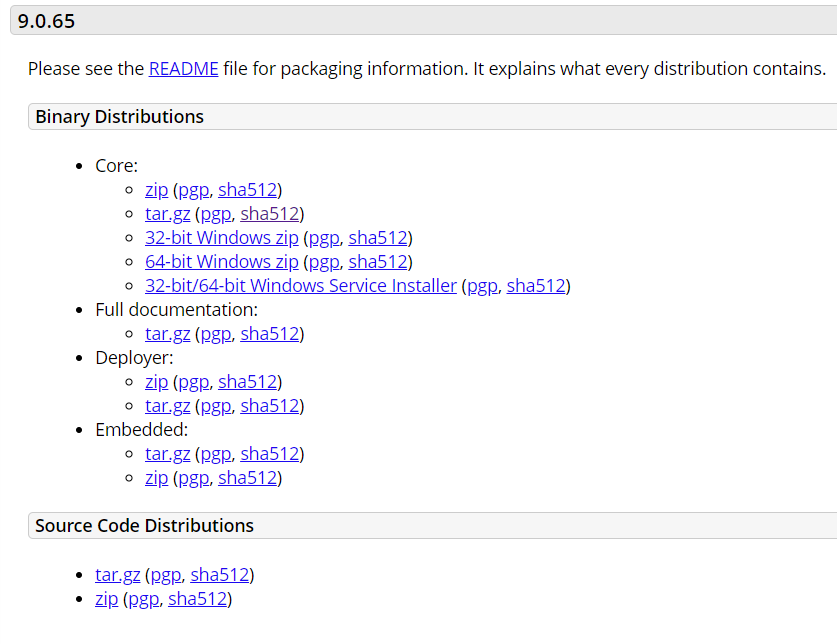 9.0.65
Please see the README file for packaging information. It explains what every distribution contains.
Binary Distributions
Core:
zip (pgp, sha512)
tar.gz (pgp, sha512)
32-bit Windows zip (pgp, sha512)
64-bit Windows zip (pgp, sha512)
32-bit/64-bit Windows Service Installer (pgp, sha512)
Full documentation:
tar.gz (pgp, sha512)
Deployer:
zip (pgp, sha512)
tar.gz (pgp, sha512)
Embedded:
tar.gz (pgp, sha512)
zip (pgp, sha512)
Source Code Distributions
tar.gz (pgp, sha512)
zip (pgp, sha512)